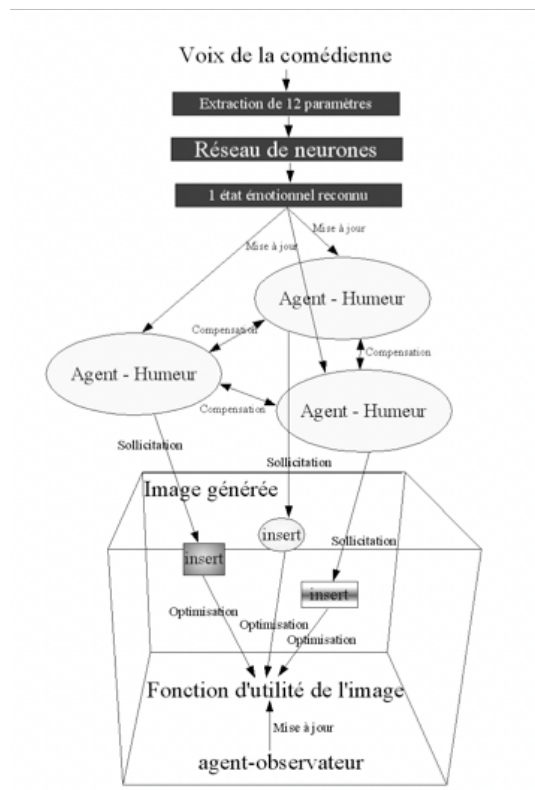 Voix de la comédienne
Extraction de 12 paramètres
Réseau de neurones
1 état émotionnel reconnu
Mise à jour
Mise à jour
Agent - Humeur
Compensation
Compensation
Agent - Humeur
Compensation
Agent - Humeur
Sollicitation
Sollicitation
Image générée
insert
Sollicitation
insert
insert
Optimisation
Optimisation
Optimisation
Fonction d'utilité de l'image
Mise à jour
agent-observateur